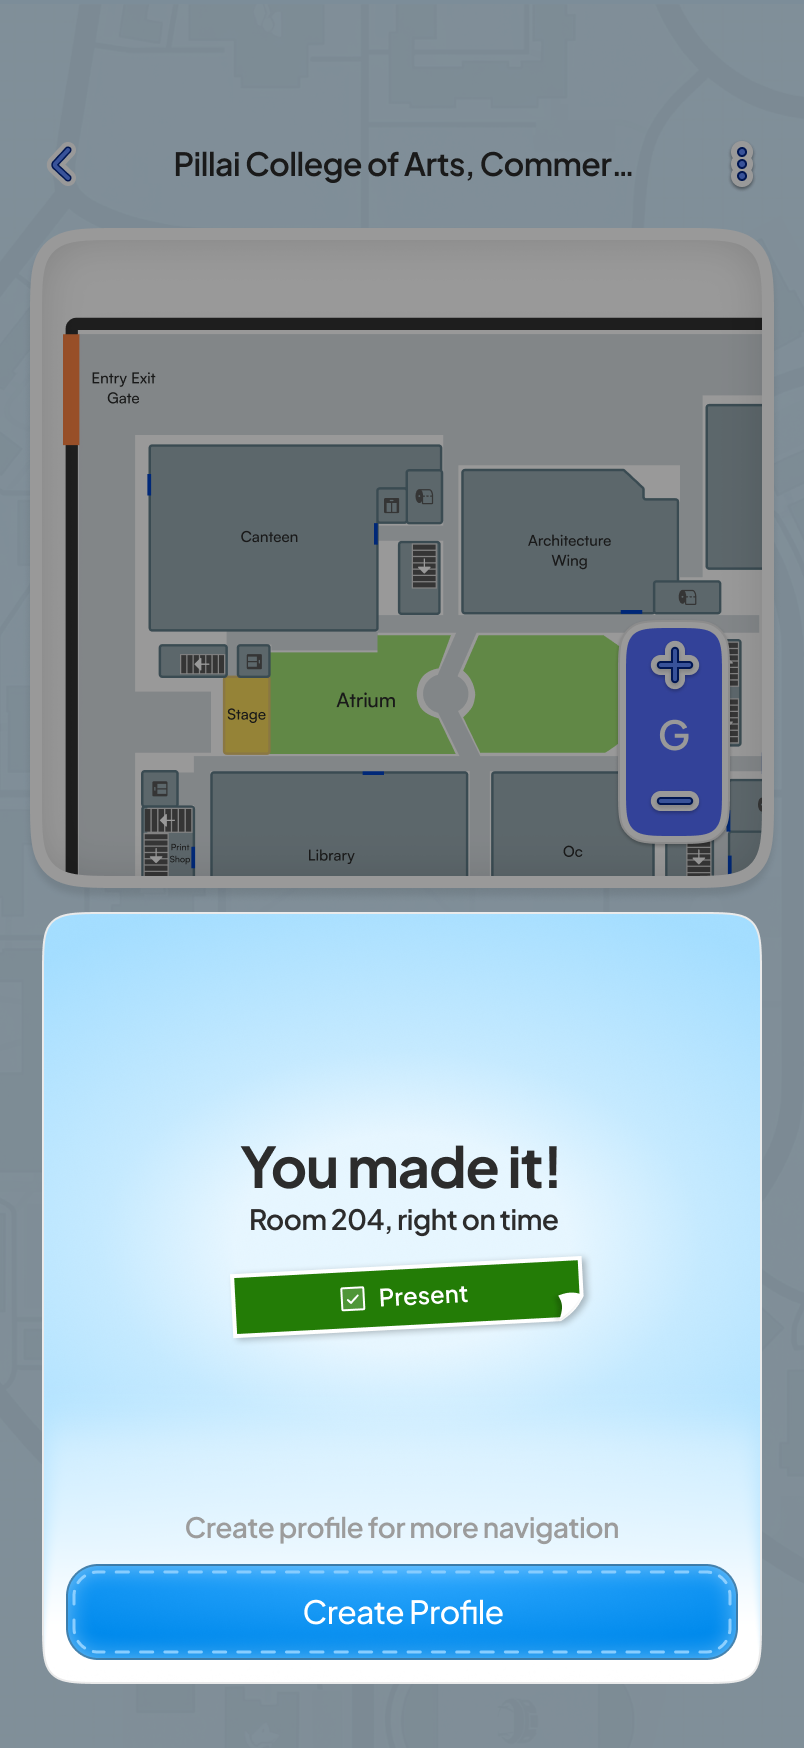 Pillai College of Arts, Commer...
Entry Exit
Gate
Canteen
Architecture
Wing
Stage
Atrium
G
Print
Shop
Library
Oc
You made it!
Room 204, right on time
Present
Create profile for more navigation
Create Profile